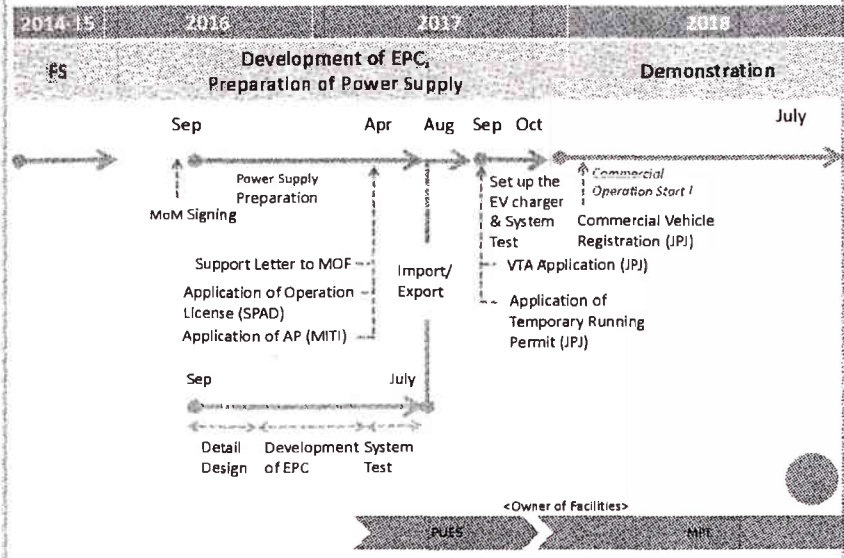 2014-15 2016 2017 2018
FS
Development of EPC,
Preparation of Power Supply
Demonstration
Sep Apr Aug Sep Oct July
Power Supply
Preparation
MoM Signing
Set up the
EV charger
& System
Test
Commercial
Operation Start !
Commercial Vehicle
Registration (JPJ)
Support Letter to MOF
Application of Operation
License (SPAD)
Application of AP (MITI)
Import/
Export
VTA Application (JPJ)
Application of
Temporary Running
Permit (JPJ)
Sep July
Detail
Design
Development
of EPC
System
Test
<Owner of Facilities>
PUES MPT